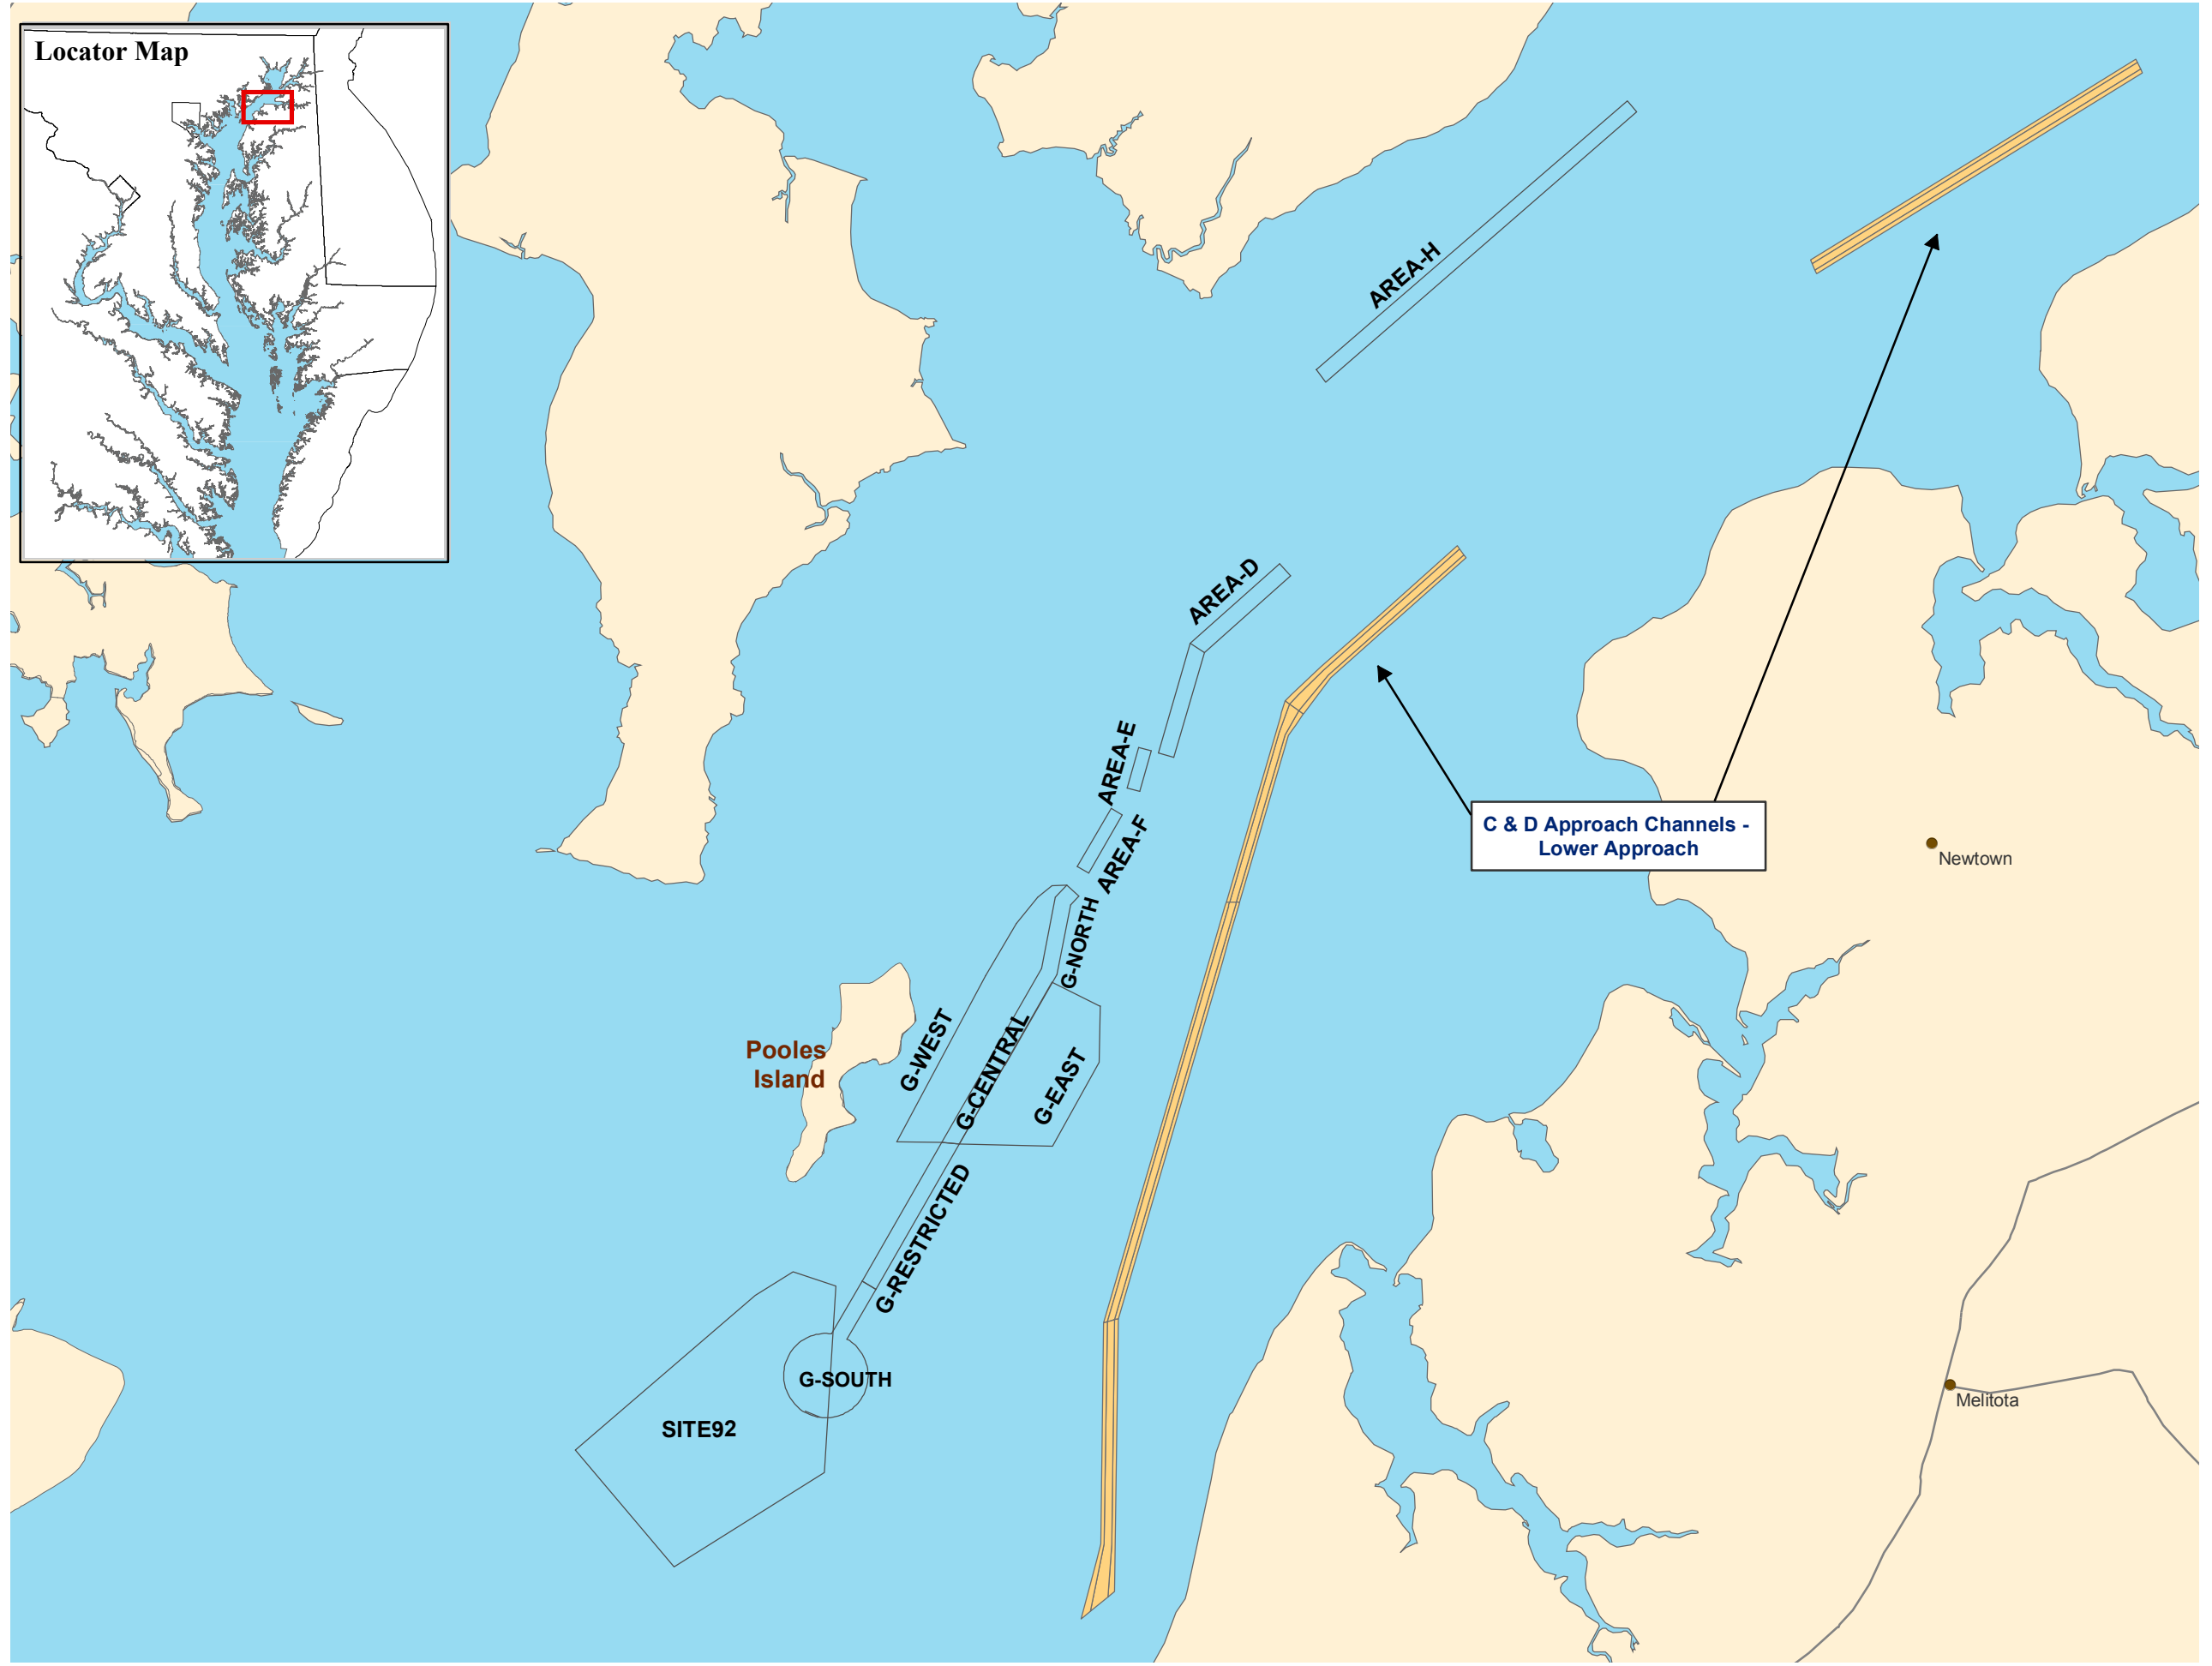 Locator Map
AREA-H
AREA-D
AREA-E
AREA-F
C & D Approach Channels -
Lower Approach
Newtown
G-NORTH
G-WEST
G-CENTRAL
G-EAST
Pooles
Island
G-RESTRICTED
G-SOUTH
SITE92
Melitota